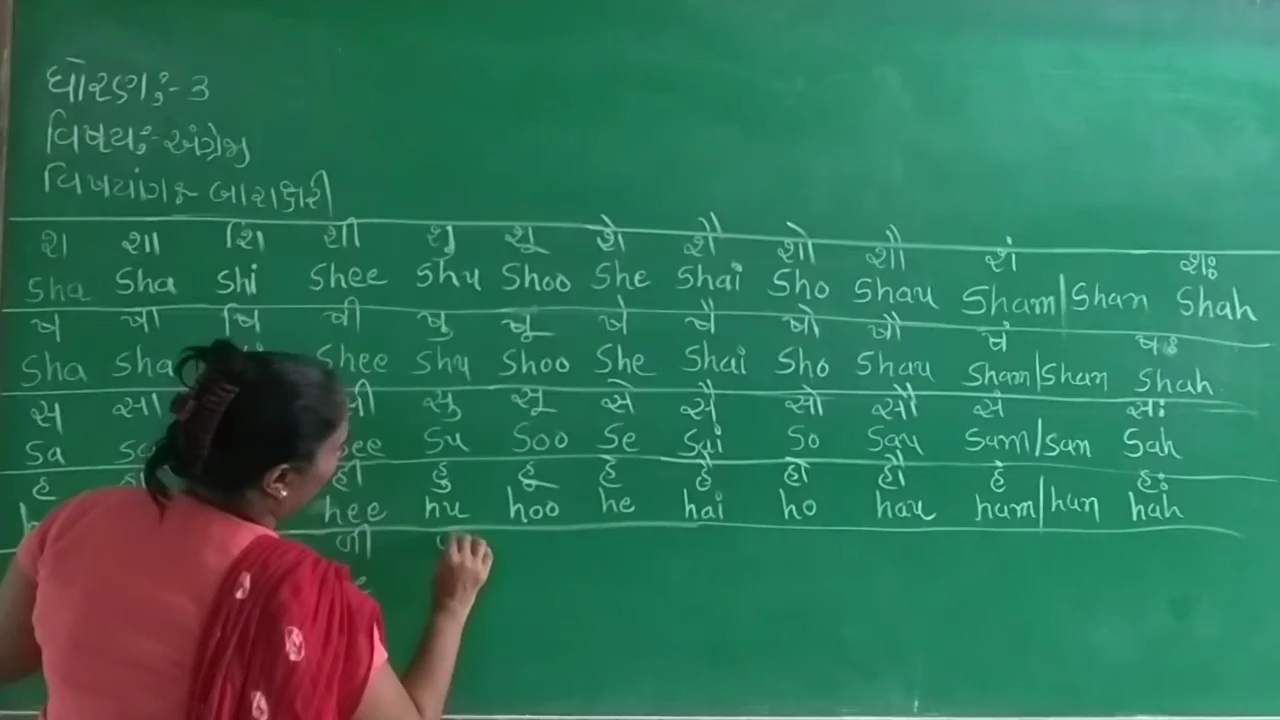 ધોરણઃ- ૩
વિષયઃ- અંગ્રેજી
વિષયાંગઃ- બારાક્ષરી
શ શા શિ શી શુ શૂ શે શૈ શો શૌ શં શઃ
Sha Sha Shi Shee Shu Shoo She Shai Sho Shau Sham/Shan Shah
ષ ષા ષિ ષી ષુ ષૂ ષે ષૈ ષો ષૌ ષં ષઃ
Sha Sha Shee Shu Shoo She Shai Sho Shau Sham/Shan Shah
સ સા સુ સૂ સે સૈ સો સૌ સં સઃ
Sa Su Soo Se Sai So Sau Sam/San Sah
હ હી હુ હૂ હે હૈ હો હૌ હં હઃ
hee hu hoo he hai ho hau ham/han hah
ળી